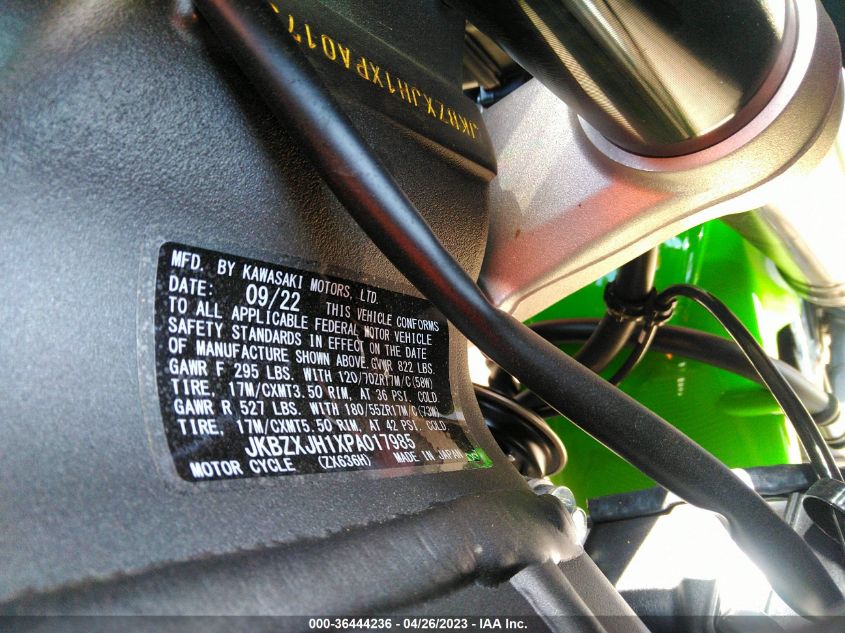 JKBZXJH1XPA017
MFD. BY KAWASAKI MOTORS, LTD.
DATE: 09/22 THIS VEHICLE CONFORMS
TO ALL APPLICABLE FEDERAL MOTOR VEHICLE
SAFETY STANDARDS IN EFFECT ON THE DATE
OF MANUFACTURE SHOWN ABOVE. GVWR 822 LBS.
GAWR F 295 LBS. WITH 120/70ZR17M/C(58W)
TIRE, 17M/CXMT3.50 RIM, AT 36 PSI. COLD.
GAWR R 527 LBS. WITH 180/55ZR17M/C(73W)
TIRE, 17M/CXMT5.50 RIM, AT 42 PSI. COLD
JKBZXJH1XPA017985
MOTOR CYCLE (ZX636H) MADE IN JAPAN
000-36444236 - 04/26/2023 - IAA Inc.